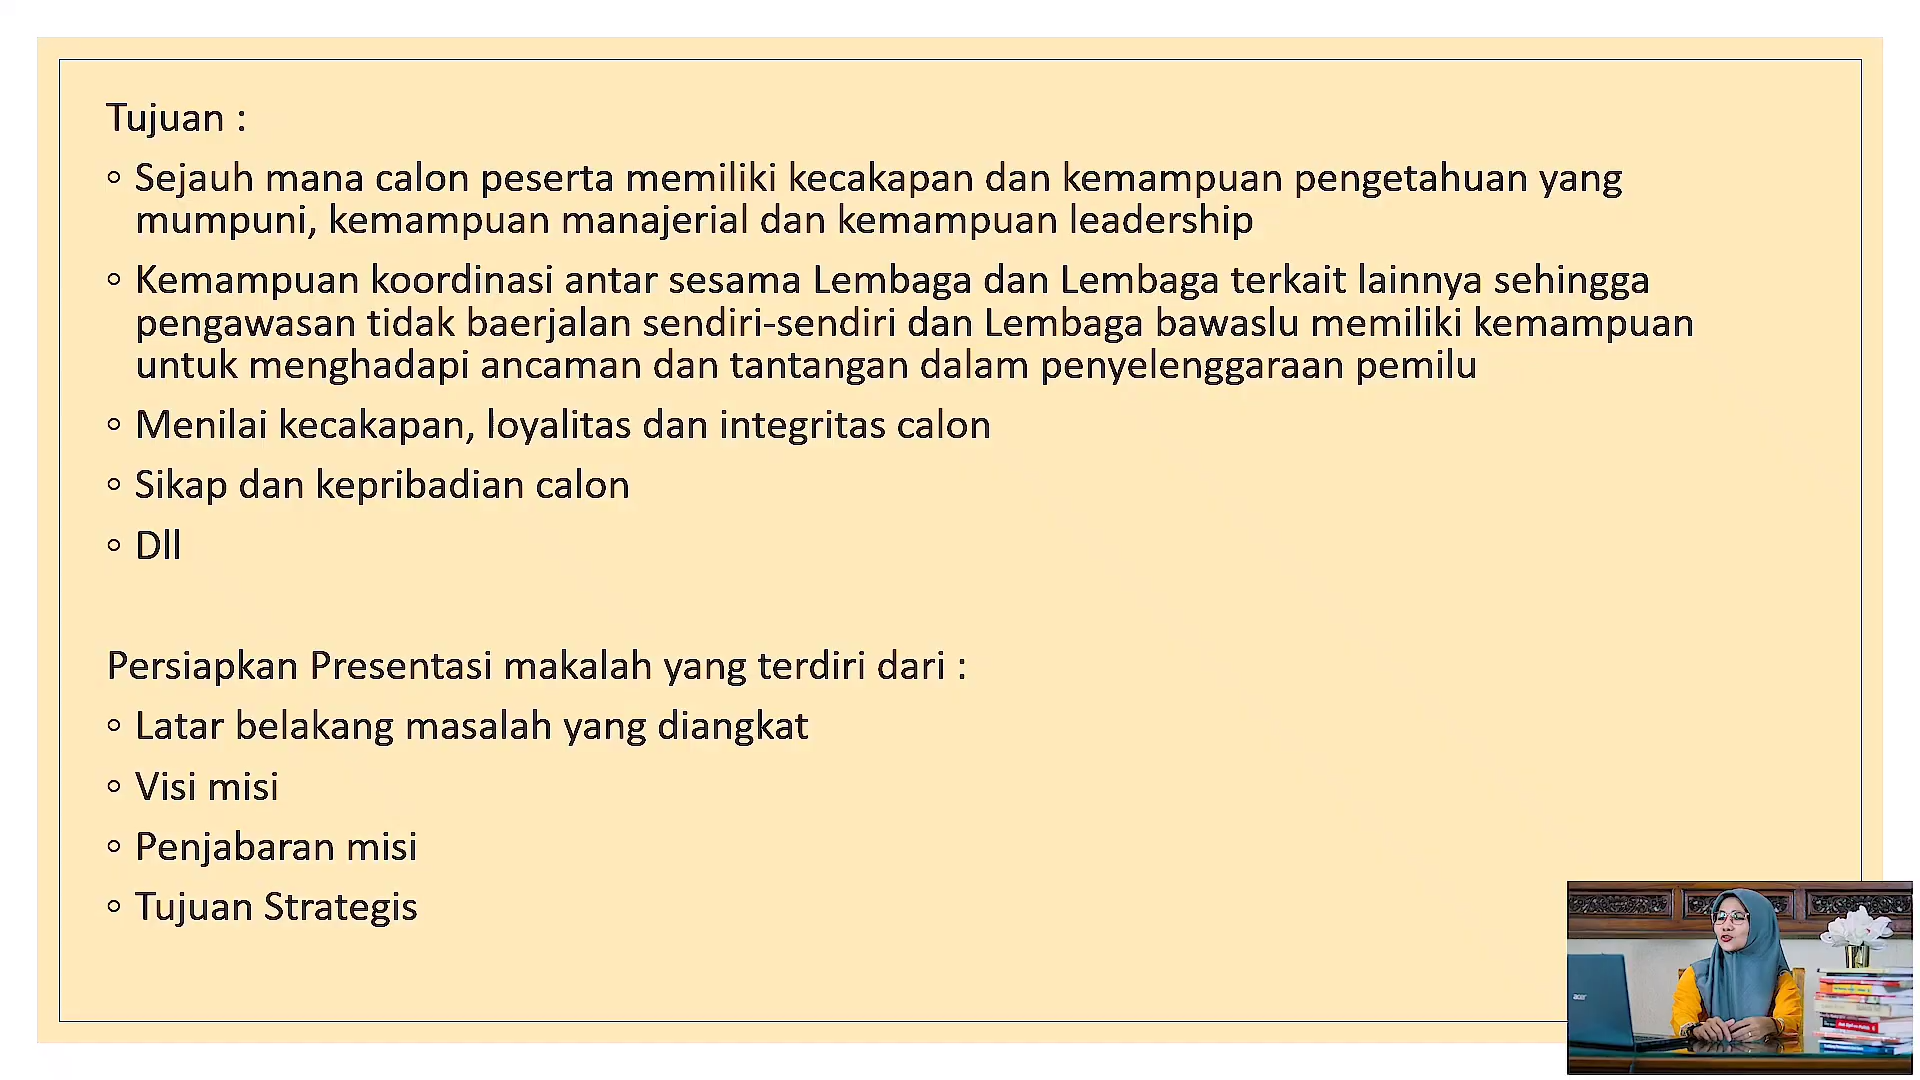 Tujuan :
◦ Sejauh mana calon peserta memiliki kecakapan dan kemampuan pengetahuan yang
mumpuni, kemampuan manajerial dan kemampuan leadership
◦ Kemampuan koordinasi antar sesama Lembaga dan Lembaga terkait lainnya sehingga
pengawasan tidak baerjalan sendiri-sendiri dan Lembaga bawaslu memiliki kemampuan
untuk menghadapi ancaman dan tantangan dalam penyelenggaraan pemilu
◦ Menilai kecakapan, loyalitas dan integritas calon
◦ Sikap dan kepribadian calon
◦ Dll
Persiapkan Presentasi makalah yang terdiri dari :
◦ Latar belakang masalah yang diangkat
◦ Visi misi
◦ Penjabaran misi
◦ Tujuan Strategis
acer